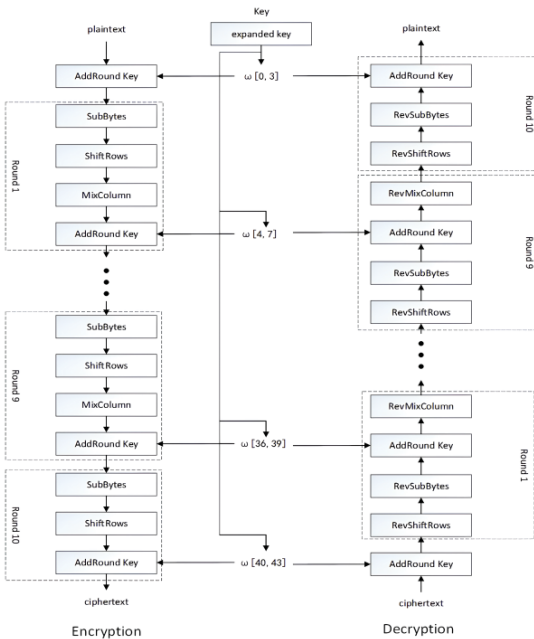 Key
expanded key
plaintext
AddRound Key
SubBytes
ShiftRows
MixColumn
AddRound Key
Round 1
SubBytes
ShiftRows
MixColumn
AddRound Key
Round 9
SubBytes
ShiftRows
AddRound Key
Round 10
ciphertext
Encryption
ω [0, 3]
ω [4, 7]
ω [36, 39]
ω [40, 43]
plaintext
AddRound Key
RevSubBytes
RevShiftRows
Round 10
RevMixColumn
AddRound Key
RevSubBytes
RevShiftRows
Round 9
RevMixColumn
AddRound Key
RevSubBytes
RevShiftRows
Round 1
AddRound Key
ciphertext
Decryption